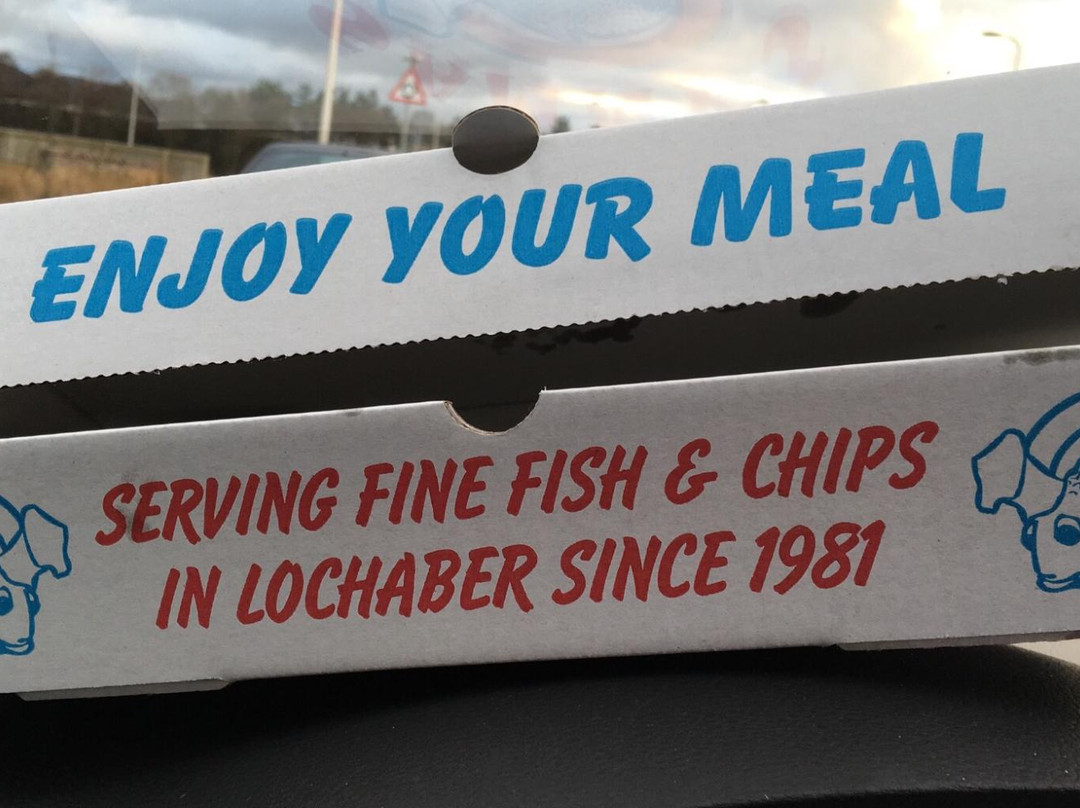 ENJOY YOUR MEAL
SERVING FINE FISH & CHIPS
IN LOCHABER SINCE 1981